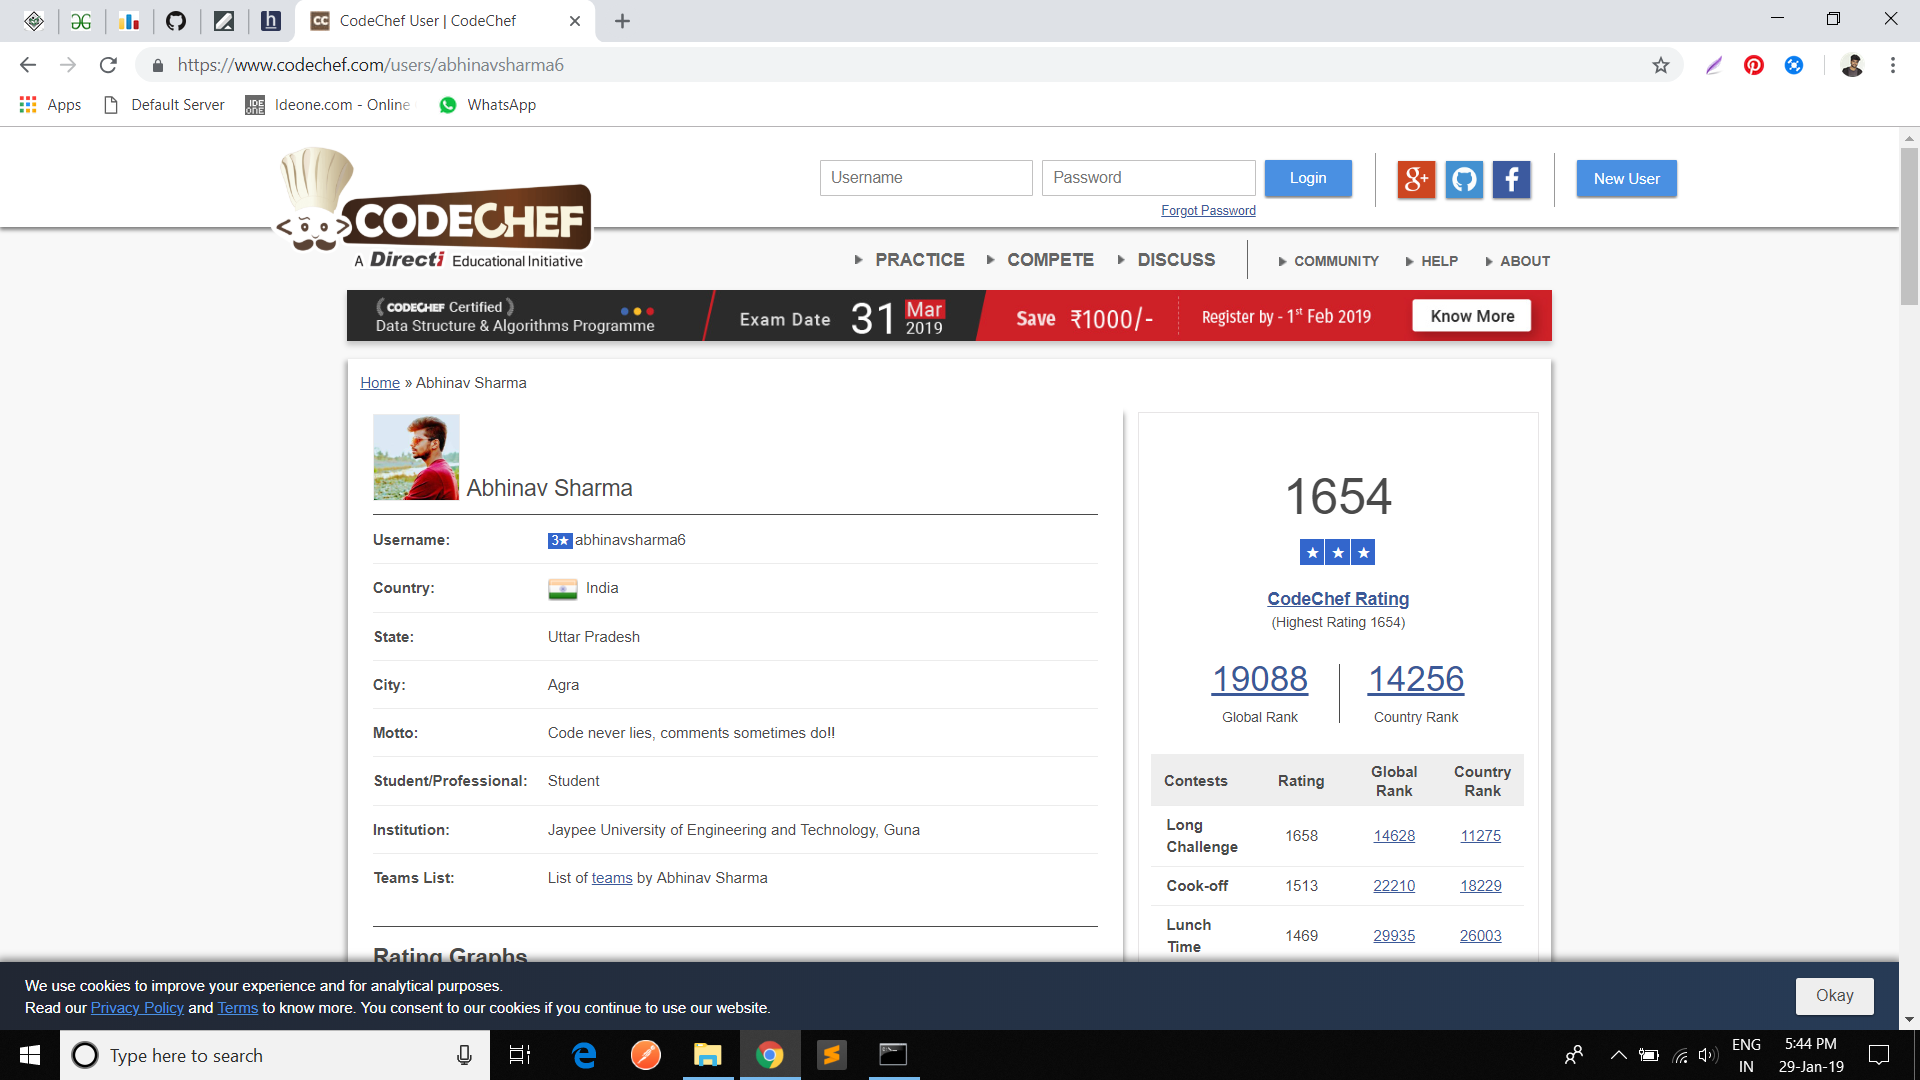 CodeChef User | CodeChef
https://www.codechef.com/users/abhinavsharma6
Apps
Default Server
Ideone.com - Online
WhatsApp
Username
Password
Login
New User
Forgot Password
CODECHEF
A Directi Educational Initiative
PRACTICE
COMPETE
DISCUSS
COMMUNITY
HELP
ABOUT
CODECHEF Certified
Data Structure & Algorithms Programme
Exam Date
31
Mar
2019
Save ₹1000/-
Register by - 1st Feb 2019
Know More
Home » Abhinav Sharma
Abhinav Sharma
Username: 3★ abhinavsharma6
Country: India
State: Uttar Pradesh
City: Agra
Motto: Code never lies, comments sometimes do!!
Student/Professional: Student
Institution: Jaypee University of Engineering and Technology, Guna
Teams List: List of teams by Abhinav Sharma
Rating Graphs
1654
★ ★ ★
CodeChef Rating
(Highest Rating 1654)
19088 14256
Global Rank Country Rank
Contests Rating Global Rank Country Rank
Long Challenge 1658 14628 11275
Cook-off 1513 22210 18229
Lunch Time 1469 29935 26003
We use cookies to improve your experience and for analytical purposes.
Read our Privacy Policy and Terms to know more. You consent to our cookies if you continue to use our website.
Okay
Type here to search
ENG
IN
5:44 PM
29-Jan-19